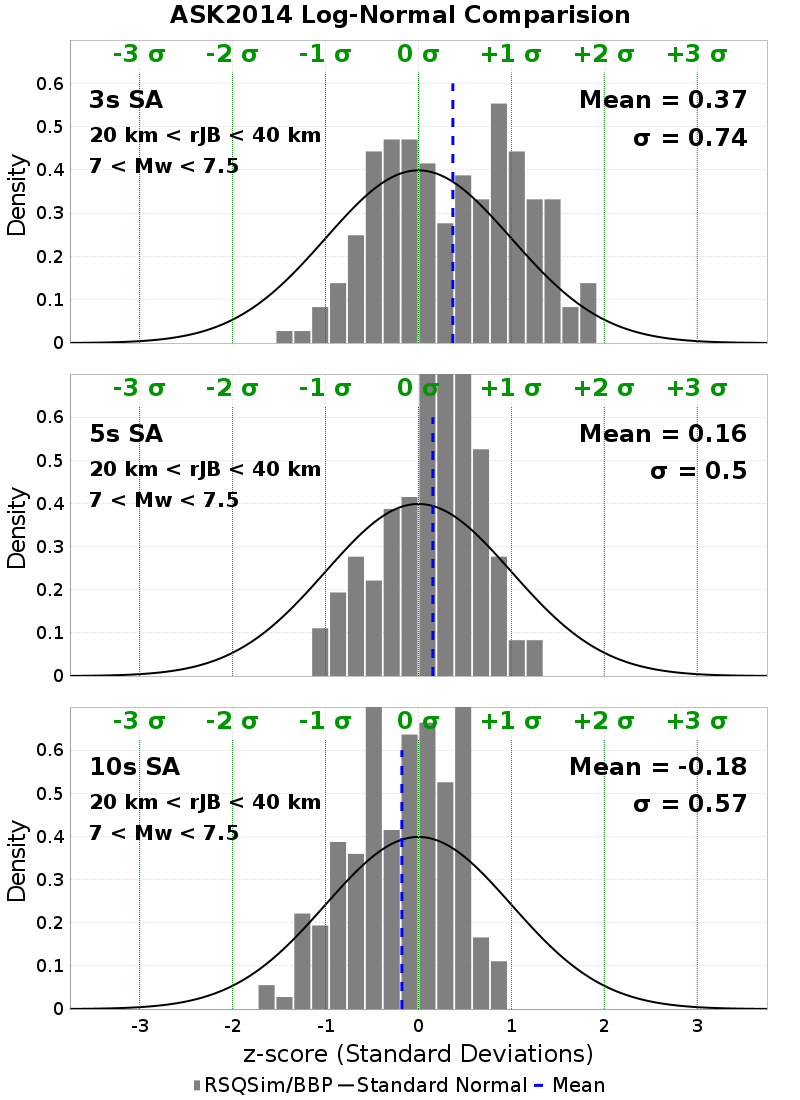 ASK2014 Log-Normal Comparision
-3 σ -2 σ -1 σ 0 σ +1 σ +2 σ +3 σ
0.6
3s SA Mean = 0.37
0.5
20 km < rJB < 40 km σ = 0.74
7 < Mw < 7.5
0.4
0.3
0.2
0.1
0
Density
-3 σ -2 σ -1 σ 0 σ +1 σ +2 σ +3 σ
0.6
5s SA Mean = 0.16
0.5
20 km < rJB < 40 km σ = 0.5
7 < Mw < 7.5
0.4
0.3
0.2
0.1
0
Density
-3 σ -2 σ -1 σ 0 σ +1 σ +2 σ +3 σ
0.6
10s SA Mean = -0.18
0.5
20 km < rJB < 40 km σ = 0.57
7 < Mw < 7.5
0.4
0.3
0.2
0.1
0
Density
-3 -2 -1 0 1 2 3
z-score (Standard Deviations)
RSQSim/BBP Standard Normal Mean